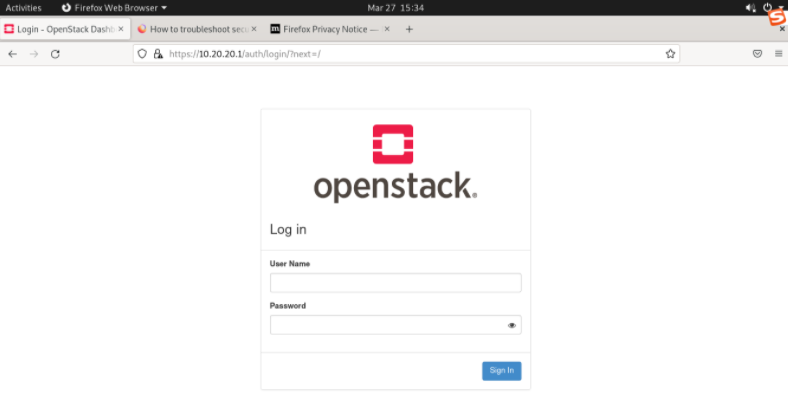 Activities Firefox Web Browser Mar 27 15:34
Login - OpenStack Dashb × How to troubleshoot secu × Firefox Privacy Notice — × +
https://10.20.20.1/auth/login/?next=/
openstack.
Log in
User Name
Password
Sign In